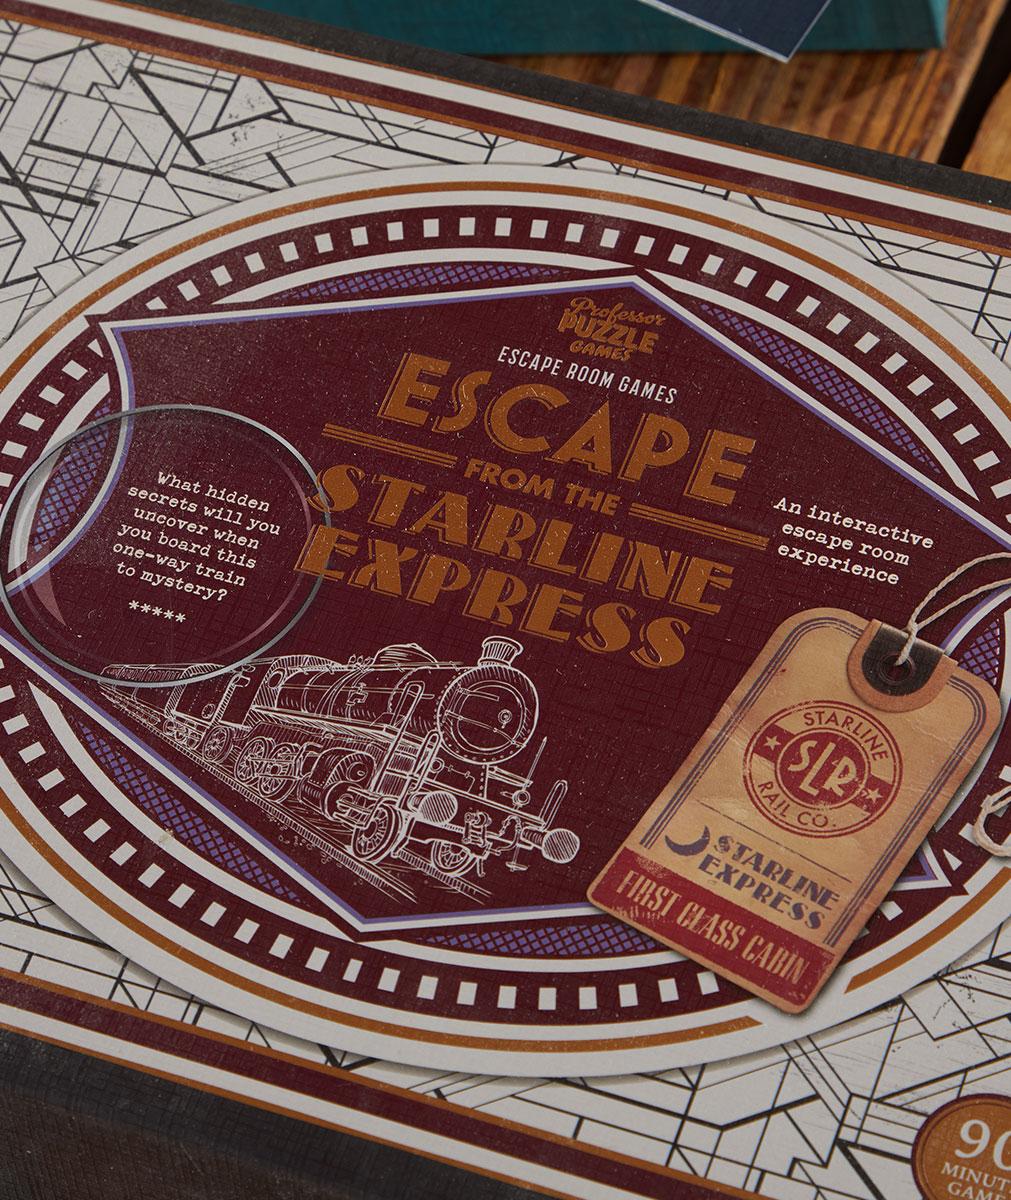 Professor
PUZZLE
GAMES
ESCAPE ROOM GAMES
ESCAPE
FROM THE
STARLINE
EXPRESS
What hidden
secrets will you
uncover when
you board this
one-way train
to mystery?
*****
An interactive
escape room
experience
STARLINE
SLR
RAIL CO.
STARLINE
EXPRESS
FIRST CLASS CABIN
90
MINUT
GAME